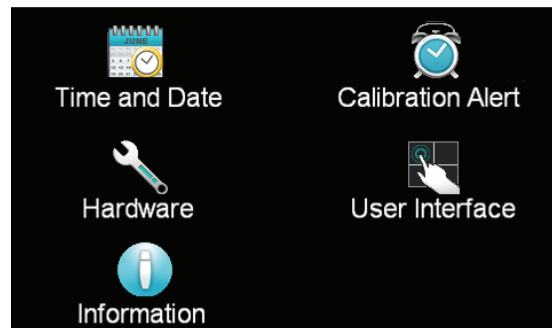 JUNE
Time and Date
Calibration Alert
Hardware
User Interface
Information